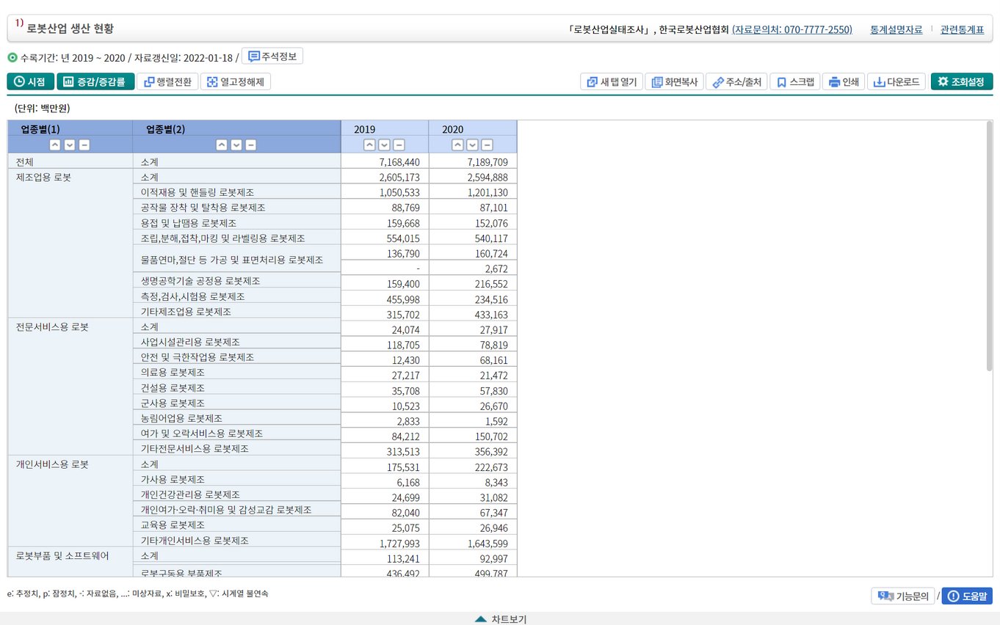 1) 로봇산업 생산 현황
「로봇산업실태조사」, 한국로봇산업협회 (자료문의처: 070-7777-2550) 통계설명자료 관련통계표
수록기간: 년 2019 ~ 2020 / 자료갱신일: 2022-01-18 / 주석정보
시점 증감/증감률 행렬전환 열고정해제 새 탭 열기 화면복사 주소/출처 스크랩 인쇄 다운로드 조회설정
(단위: 백만원)
업종별(1) 업종별(2) 2019 2020
전체 소계 7,168,440 7,189,709
제조업용 로봇 소계 2,605,173 2,594,888
이적재용 및 핸들링 로봇제조 1,050,533 1,201,130
공작물 장착 및 탈착용 로봇제조 88,769 87,101
용접 및 납땜용 로봇제조 159,668 152,076
조립,분해,접착,마킹 및 라벨링용 로봇제조 554,015 540,117
물품연마,절단 등 가공 및 표면처리용 로봇제조 136,790 160,724
- 2,672
생명공학기술 공정용 로봇제조 159,400 216,552
측정,검사,시험용 로봇제조 455,998 234,516
기타제조업용 로봇제조 315,702 433,163
전문서비스용 로봇 소계 24,074 27,917
사업시설관리용 로봇제조 118,705 78,819
안전 및 극한작업용 로봇제조 12,430 68,161
의료용 로봇제조 27,217 21,472
건설용 로봇제조 35,708 57,830
군사용 로봇제조 10,523 26,670
농림어업용 로봇제조 2,833 1,592
여가 및 오락서비스용 로봇제조 84,212 150,702
기타전문서비스용 로봇제조 313,513 356,392
개인서비스용 로봇 소계 175,531 222,673
가사용 로봇제조 6,168 8,343
개인건강관리용 로봇제조 24,699 31,082
개인여가·오락·취미용 및 감성교감 로봇제조 82,040 67,347
교육용 로봇제조 25,075 26,946
기타개인서비스용 로봇제조 1,727,993 1,643,599
로봇부품 및 소프트웨어 소계 113,241 92,997
로봇구동용 부품제조 436,492 499,787
e: 추정치, p: 잠정치, -: 자료없음, ...: 미상자료, x: 비밀보호, ▽: 시계열 불연속
기능문의 / 도움말
차트보기